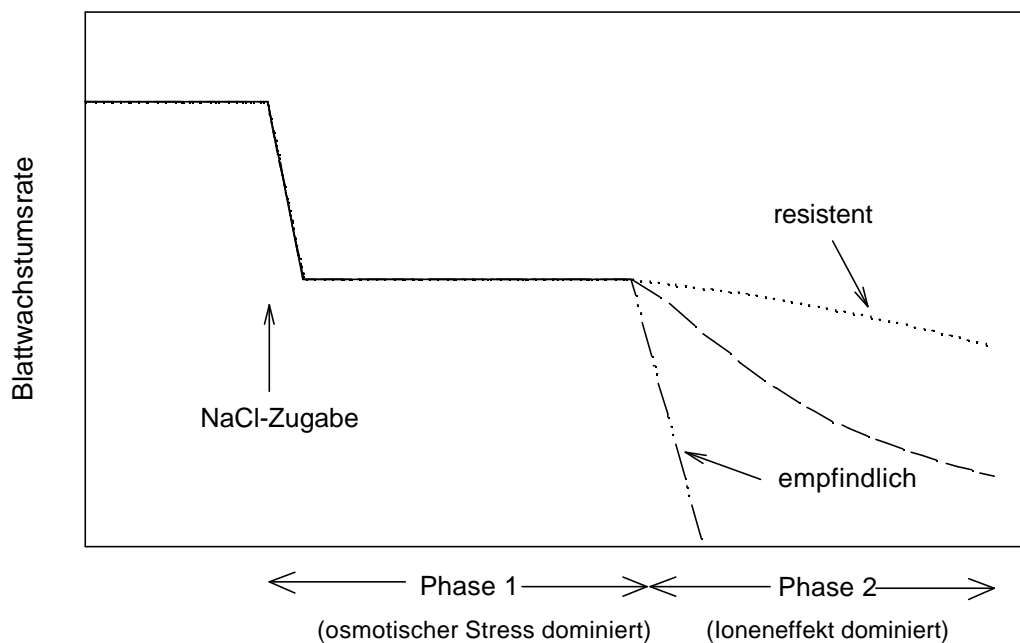 Blattwachstumsrate
resistent
NaCl-Zugabe
empfindlich
Phase 1
Phase 2
(osmotischer Stress dominiert)
(Ioneneffekt dominiert)